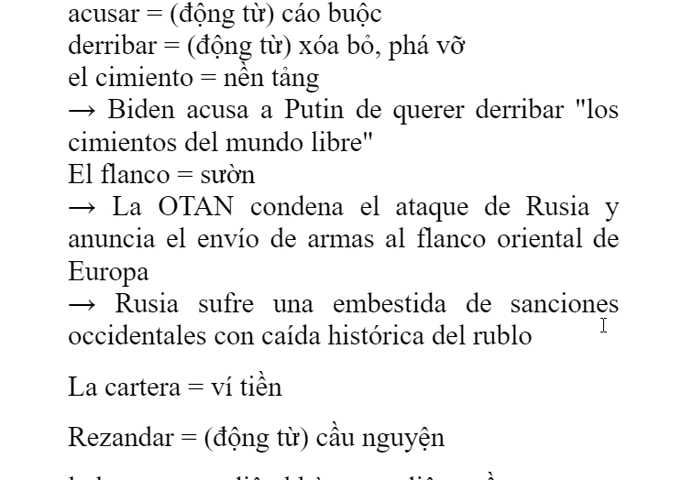 acusar = (động từ) cáo buộc
derribar = (động từ) xóa bỏ, phá vỡ
el cimiento = nền tảng
→ Biden acusa a Putin de querer derribar "los
cimientos del mundo libre"
El flanco = sườn
→ La OTAN condena el ataque de Rusia y
anuncia el envío de armas al flanco oriental de
Europa
→ Rusia sufre una embestida de sanciones
occidentales con caída histórica del rublo
La cartera = ví tiền
Rezandar = (động từ) cầu nguyện